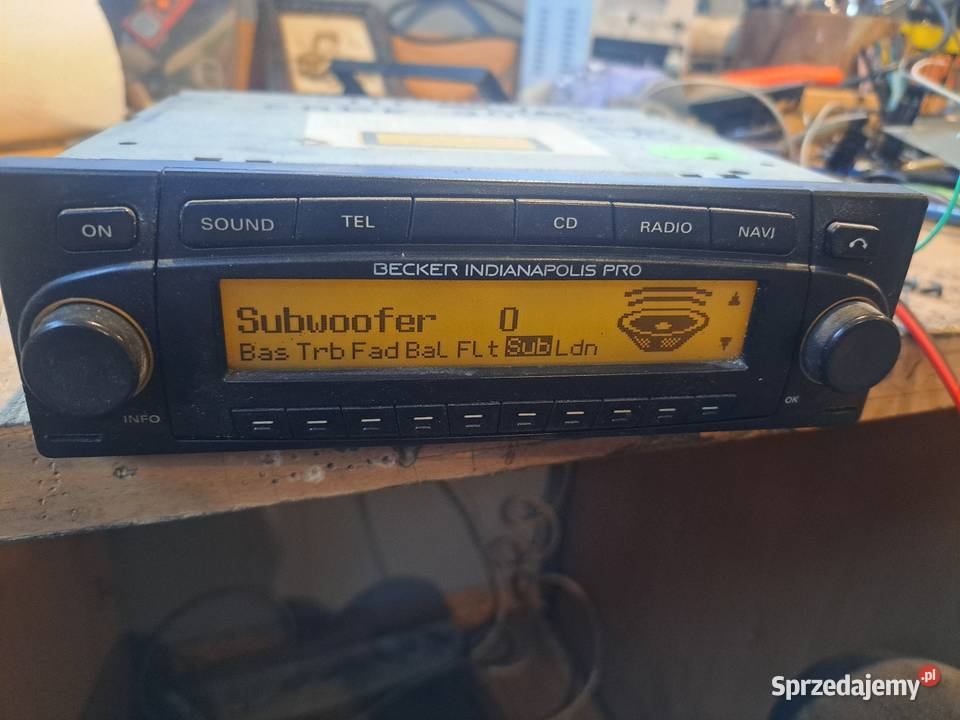 ON
SOUND TEL CD RADIO NAVI
BECKER INDIANAPOLIS PRO
Subwoofer 0
Bas Trb Fad Bal Flt Sub Ldn
INFO
OK
Sprzedajemy.pl